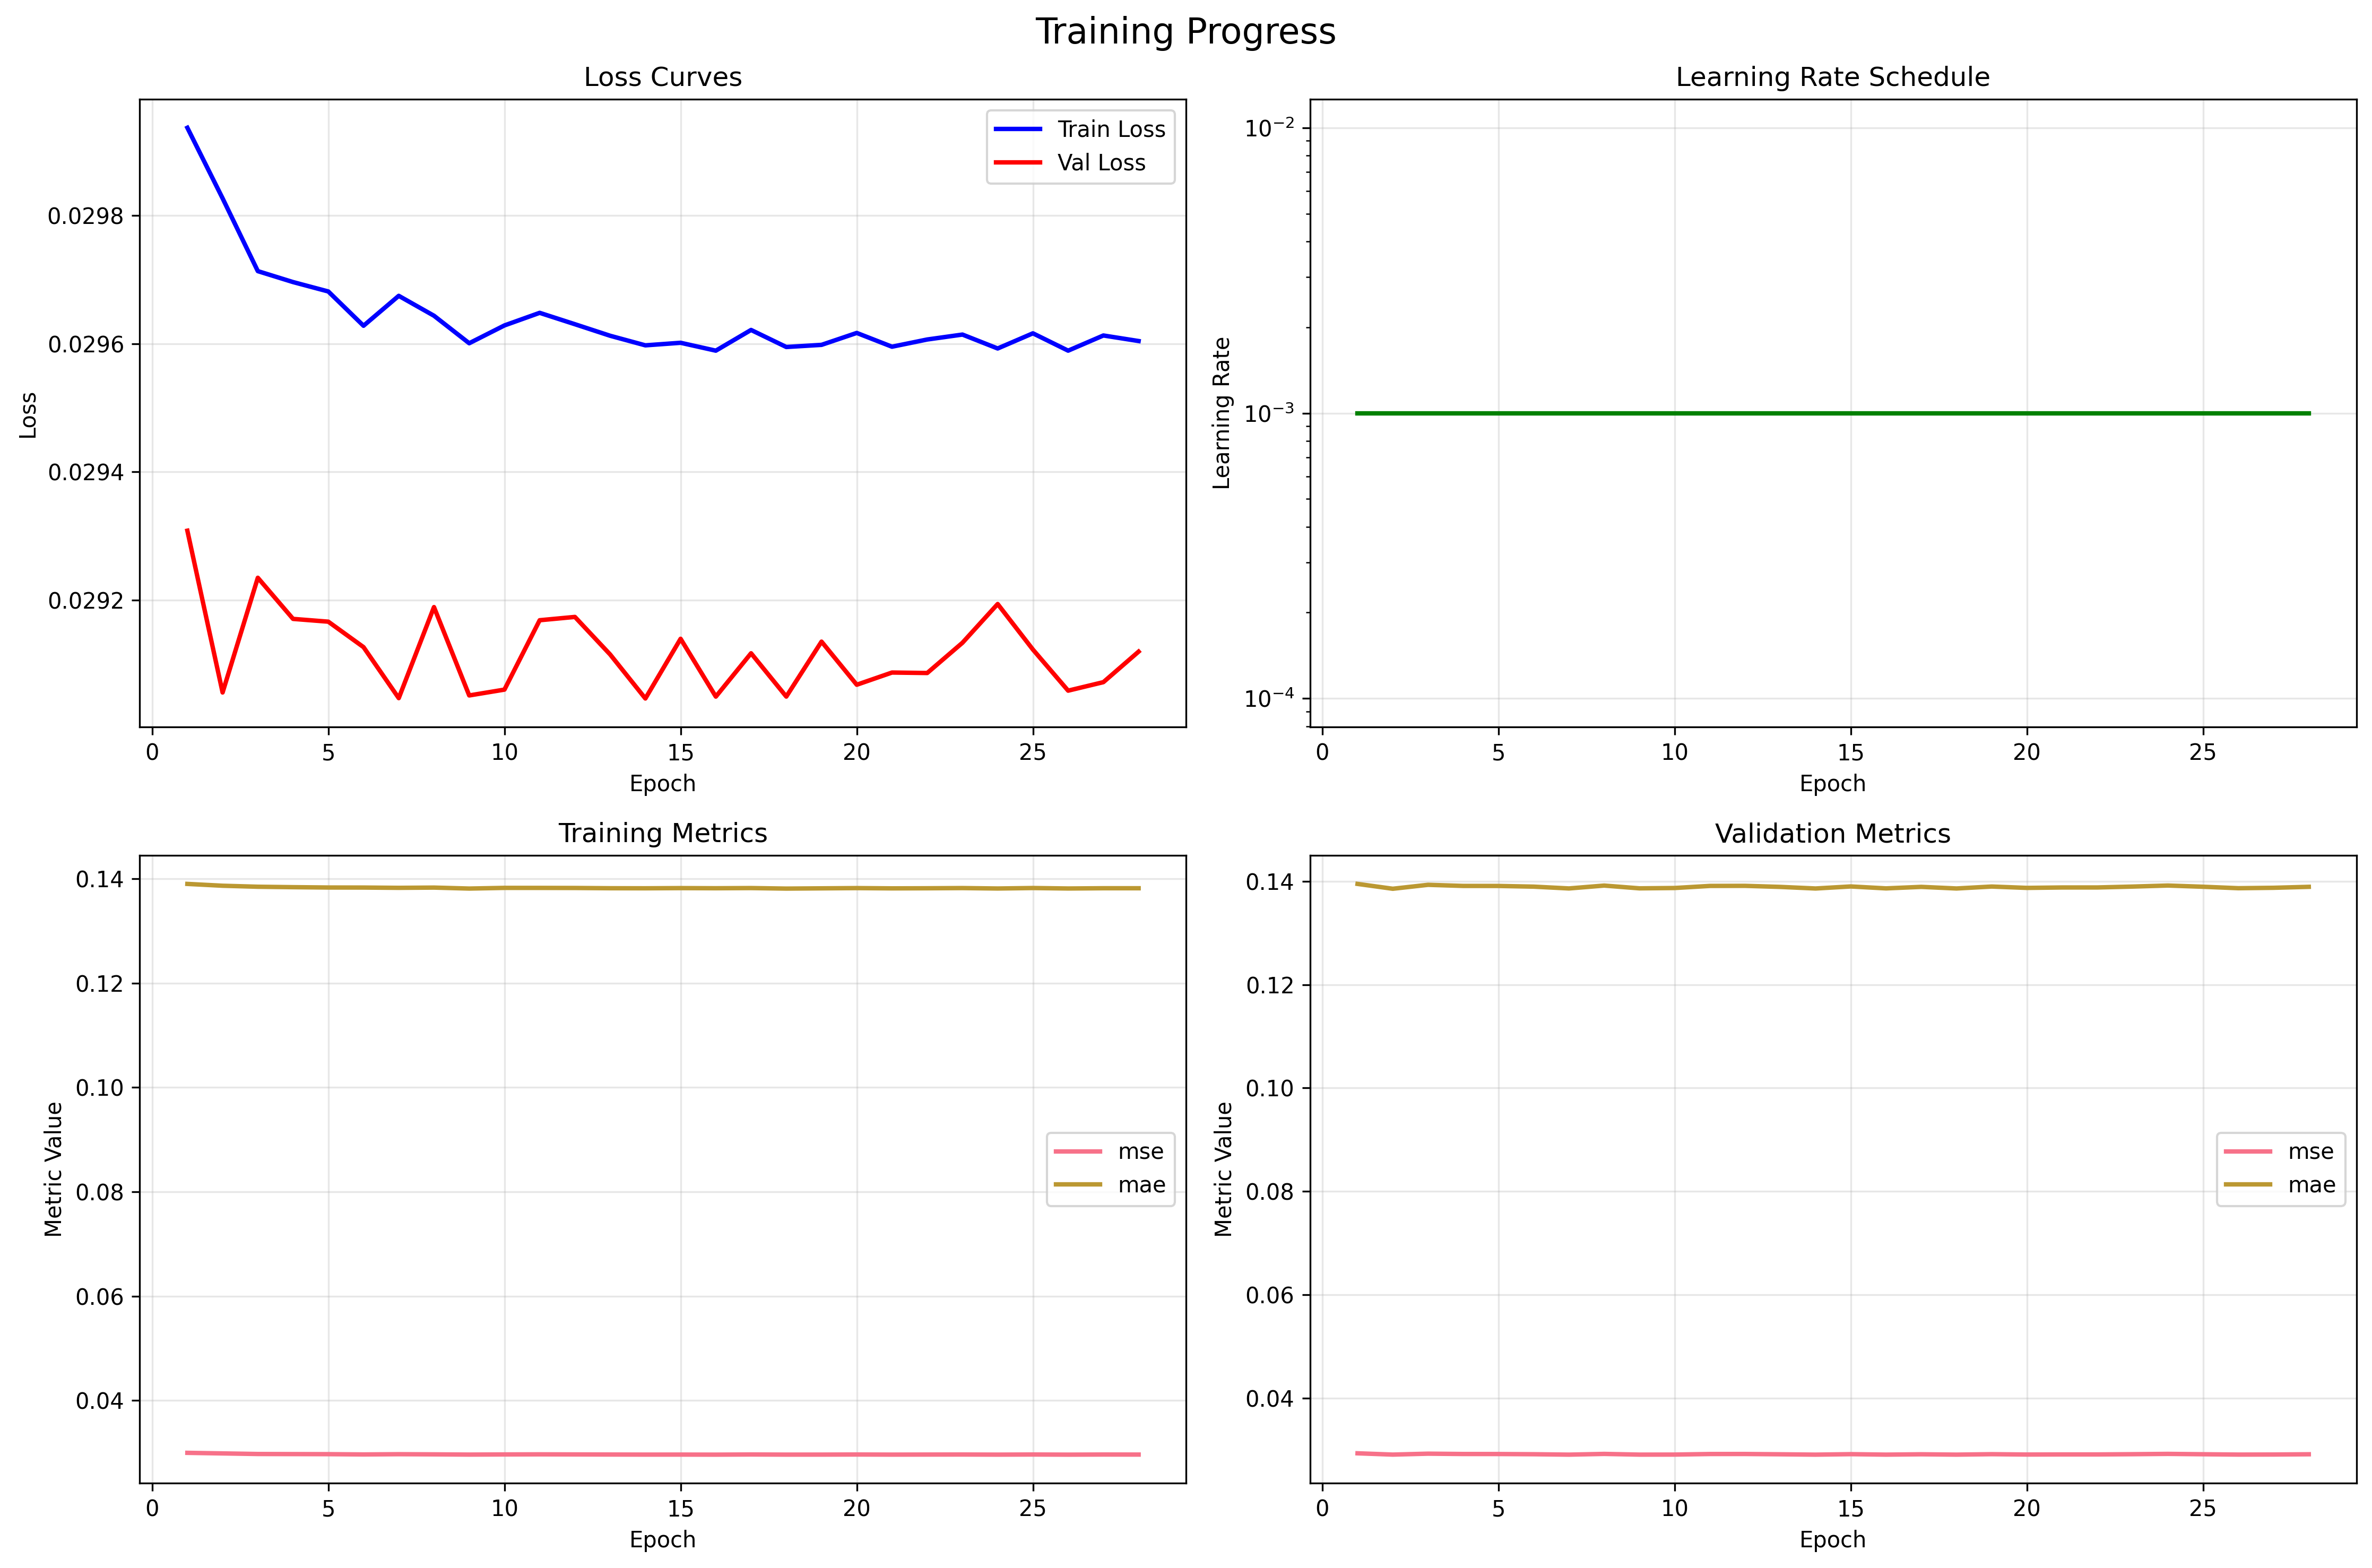 Training Progress
Loss Curves
Train Loss
Val Loss
0.0298
0.0296
0.0294
0.0292
Loss
0 5 10 15 20 25
Epoch
Learning Rate Schedule
10⁻²
10⁻³
10⁻⁴
Learning Rate
0 5 10 15 20 25
Epoch
Training Metrics
0.14
0.12
0.10
0.08
0.06
0.04
Metric Value
mse
mae
0 5 10 15 20 25
Epoch
Validation Metrics
0.14
0.12
0.10
0.08
0.06
0.04
Metric Value
mse
mae
0 5 10 15 20 25
Epoch